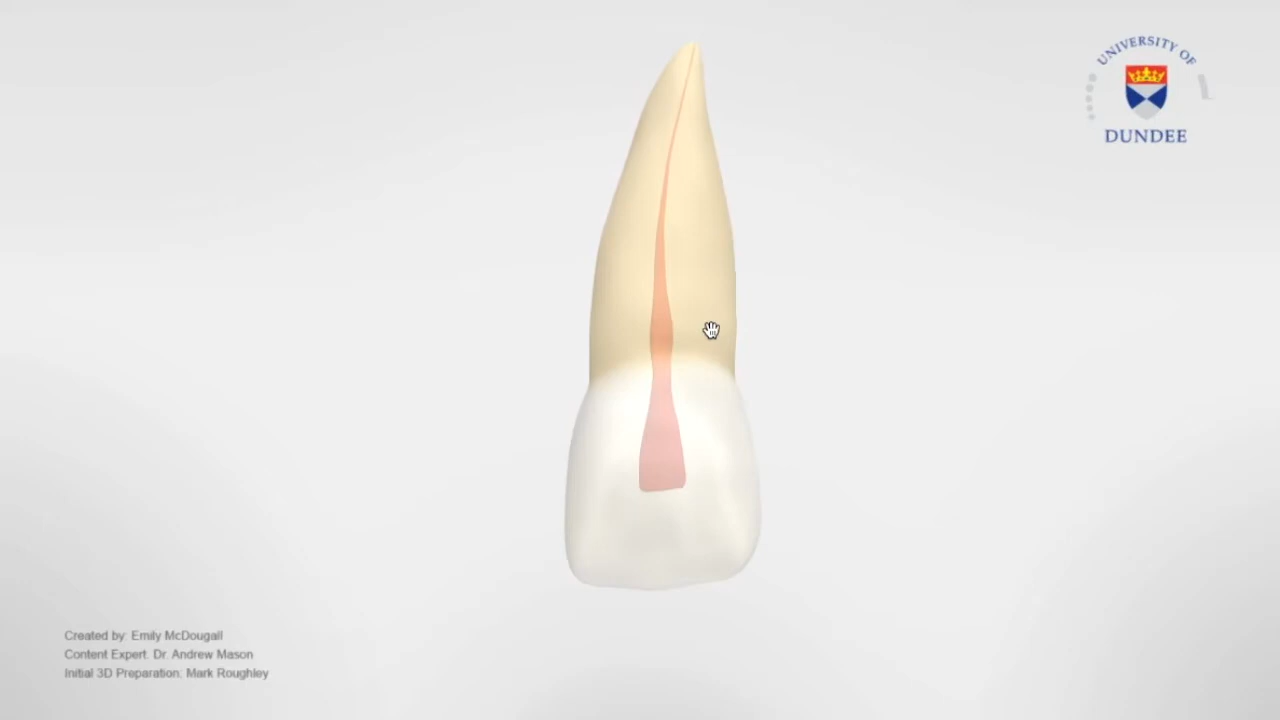 UNIVERSITY OF
DUNDEE
Created by: Emily McDougall
Content Expert: Dr. Andrew Mason
Initial 3D Preparation: Mark Roughley